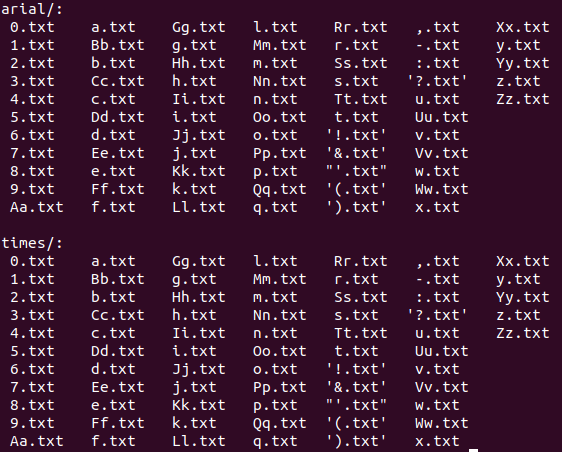 arial/:
0.txt a.txt Gg.txt l.txt Rr.txt ,.txt Xx.txt
1.txt Bb.txt g.txt Mm.txt r.txt -.txt y.txt
2.txt b.txt Hh.txt m.txt Ss.txt :.txt Yy.txt
3.txt Cc.txt h.txt Nn.txt s.txt '?.txt' z.txt
4.txt c.txt Ii.txt n.txt Tt.txt u.txt Zz.txt
5.txt Dd.txt i.txt Oo.txt t.txt Uu.txt
6.txt d.txt Jj.txt o.txt '!.txt' v.txt
7.txt Ee.txt j.txt Pp.txt '&.txt' Vv.txt
8.txt e.txt Kk.txt p.txt "'.txt" w.txt
9.txt Ff.txt k.txt Qq.txt '(.txt' Ww.txt
Aa.txt f.txt Ll.txt q.txt ').txt' x.txt
times/:
0.txt a.txt Gg.txt l.txt Rr.txt ,.txt Xx.txt
1.txt Bb.txt g.txt Mm.txt r.txt -.txt y.txt
2.txt b.txt Hh.txt m.txt Ss.txt :.txt Yy.txt
3.txt Cc.txt h.txt Nn.txt s.txt '?.txt' z.txt
4.txt c.txt Ii.txt n.txt Tt.txt u.txt Zz.txt
5.txt Dd.txt i.txt Oo.txt t.txt Uu.txt
6.txt d.txt Jj.txt o.txt '!.txt' v.txt
7.txt Ee.txt j.txt Pp.txt '&.txt' Vv.txt
8.txt e.txt Kk.txt p.txt "'.txt" w.txt
9.txt Ff.txt k.txt Qq.txt '(.txt' Ww.txt
Aa.txt f.txt Ll.txt q.txt ').txt' x.txt